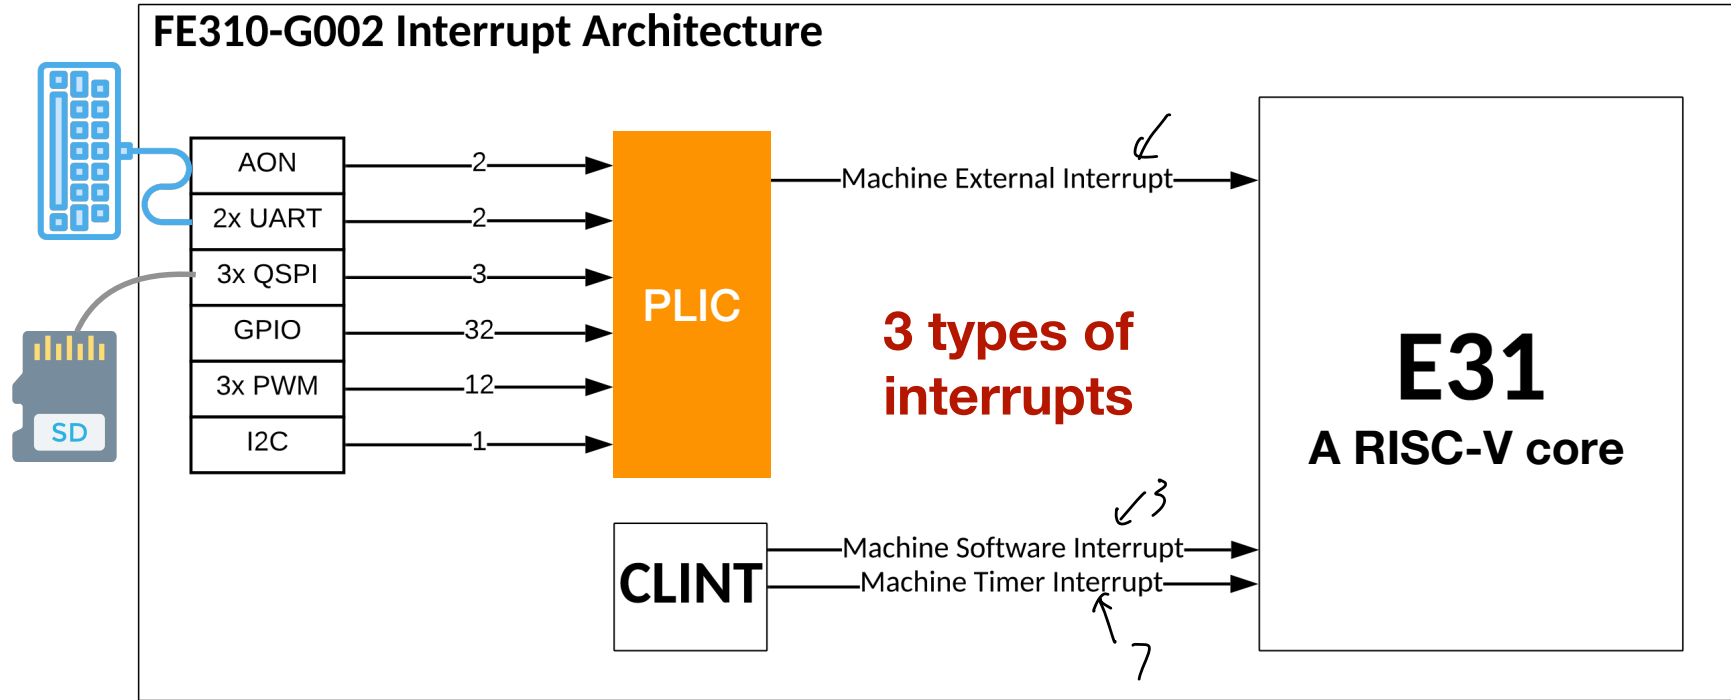 FE310-G002 Interrupt Architecture
AON
2
2x UART
2
3x QSPI
3
GPIO
32
3x PWM
12
I2C
1
SD
PLIC
Machine External Interrupt
3 types of
interrupts
E31
A RISC-V core
3
CLINT
Machine Software Interrupt
Machine Timer Interrupt
7